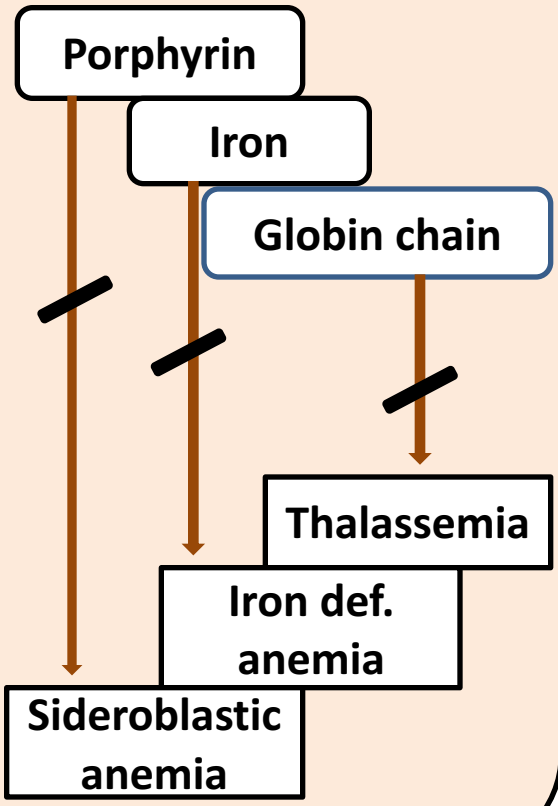 Porphyrin
Iron
Globin chain
Thalassemia
Iron def.
anemia
Sideroblastic
anemia